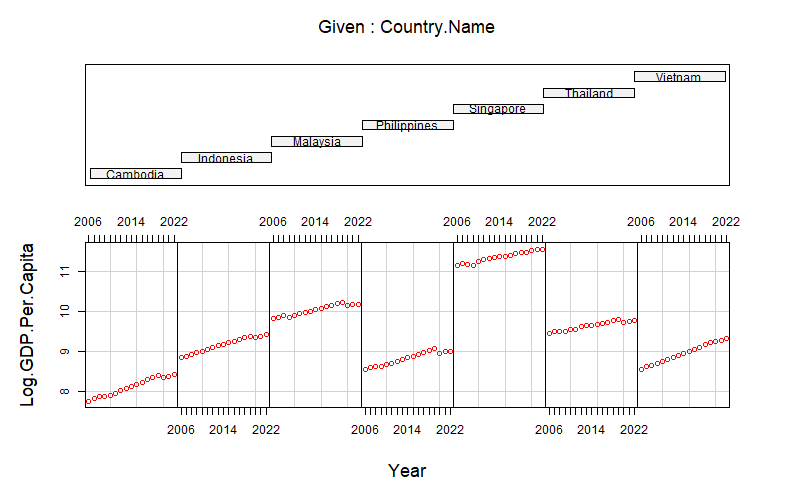 Given : Country.Name
Vietnam
Thailand
Singapore
Philippines
Malaysia
Indonesia
Cambodia
2006 2014 2022 2006 2014 2022 2006 2014 2022 2006 2014 2022
Log.GDP.Per.Capita
11
10
9
8
2006 2014 2022 2006 2014 2022 2006 2014 2022
Year